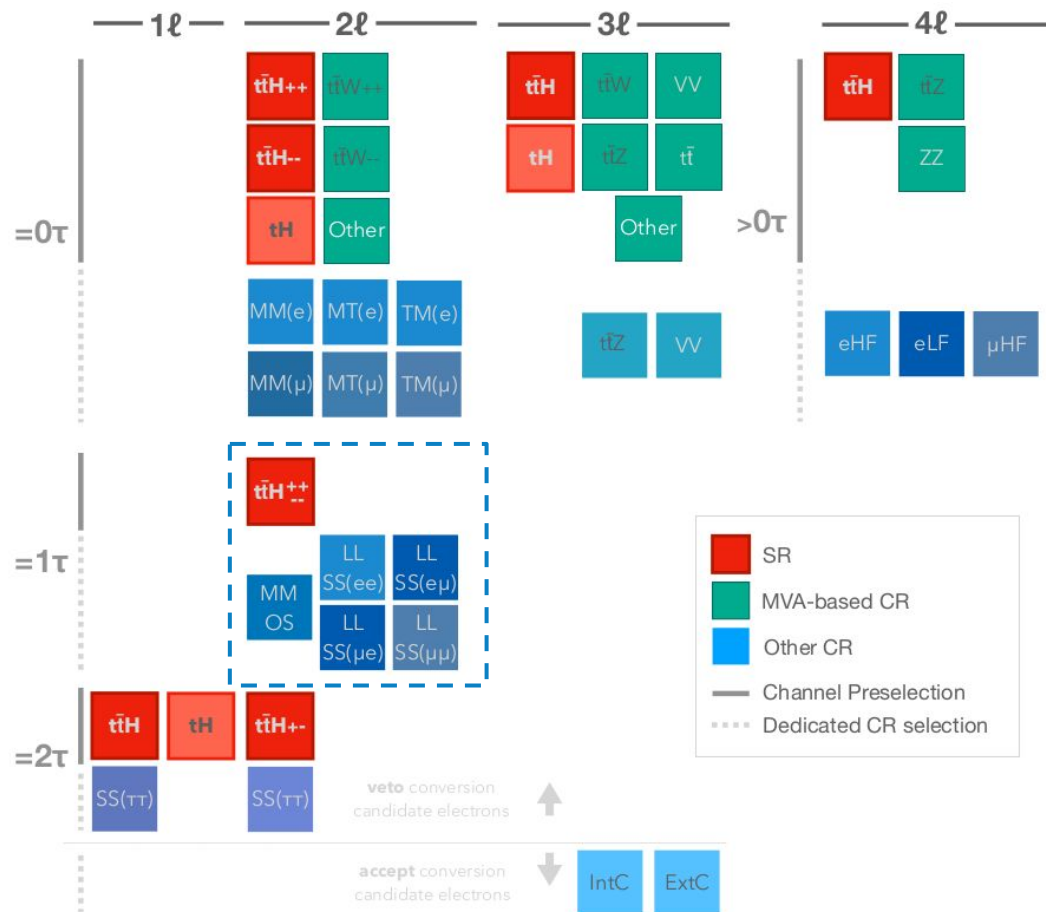 1ℓ 2ℓ 3ℓ 4ℓ
tt̄H++ tt̄W++ tt̄H tt̄W VV tt̄H tt̄Z
tt̄H-- tt̄W-- tH tt̄Z tt̄ ZZ
=0τ tH Other Other >0τ
MM(e) MT(e) TM(e) tt̄Z VV eHF eLF μHF
MM(μ) MT(μ) TM(μ)
tt̄H++
--
=1τ
MM
OS
LL
SS(ee)
LL
SS(eμ)
LL
SS(μe)
LL
SS(μμ)
SR
MVA-based CR
Other CR
Channel Preselection
Dedicated CR selection
=2τ tt̄H tH tt̄H+-
SS(ττ) SS(ττ)
veto conversion
candidate electrons
accept conversion
candidate electrons
IntC ExtC